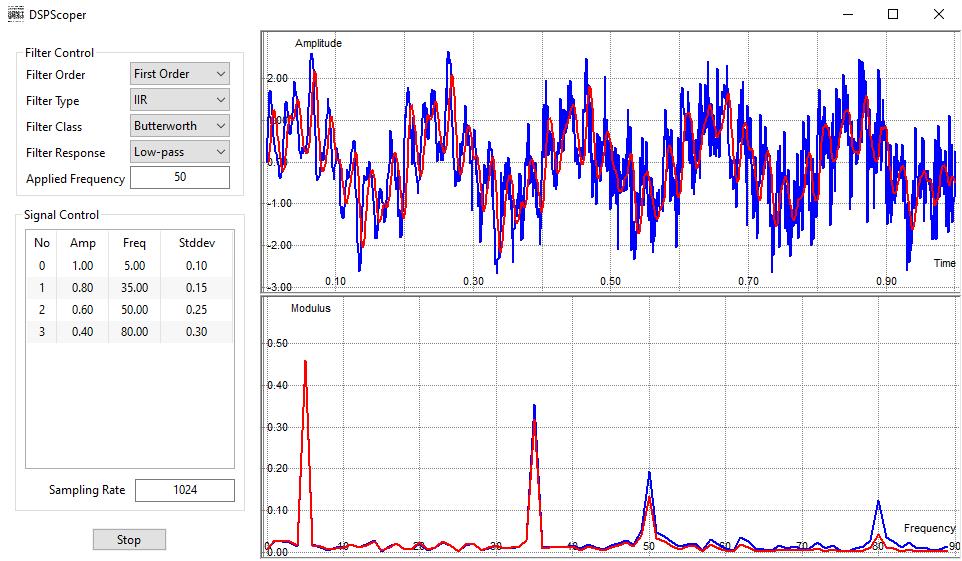 DSPScoper
Filter Control
Filter Order First Order
Filter Type IIR
Filter Class Butterworth
Filter Response Low-pass
Applied Frequency 50
Signal Control
No Amp Freq Stddev
0 1.00 5.00 0.10
1 0.80 35.00 0.15
2 0.60 50.00 0.25
3 0.40 80.00 0.30
Sampling Rate 1024
Stop
Amplitude
2.00
1.00
0.00
-1.00
-2.00
-3.00
0.10 0.30 0.50 0.70 0.90
Time
Modulus
0.50
0.40
0.30
0.20
0.10
0.00
Frequency
0 10 20 30 40 50 60 70 80 90